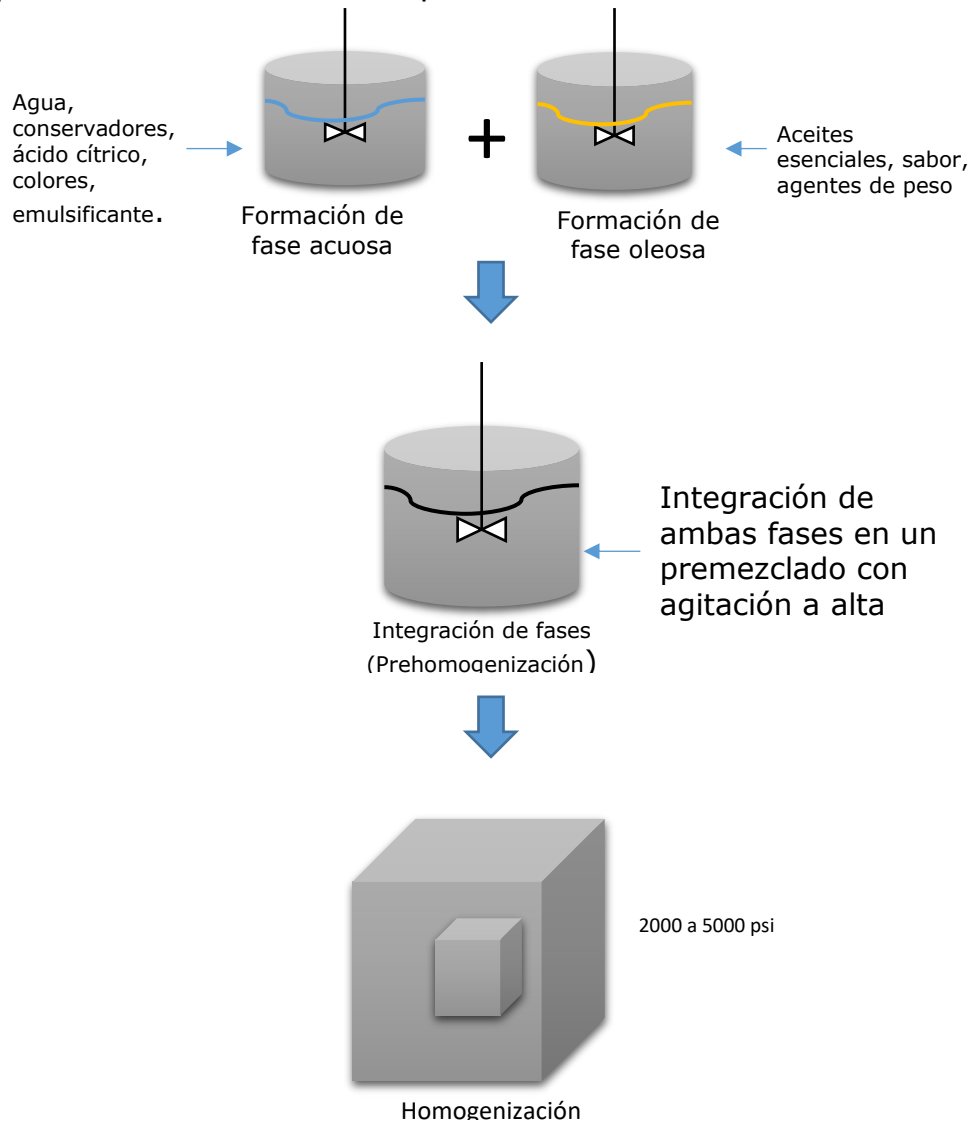 Agua,
conservadores,
ácido cítrico,
colores,
emulsificante.
+
Aceites
esenciales, sabor,
agentes de peso
Formación de
fase acuosa
Formación de
fase oleosa
Integración de
ambas fases en un
premezclado con
agitación a alta
Integración de fases
(Prehomogenización)
2000 a 5000 psi
Homogenización